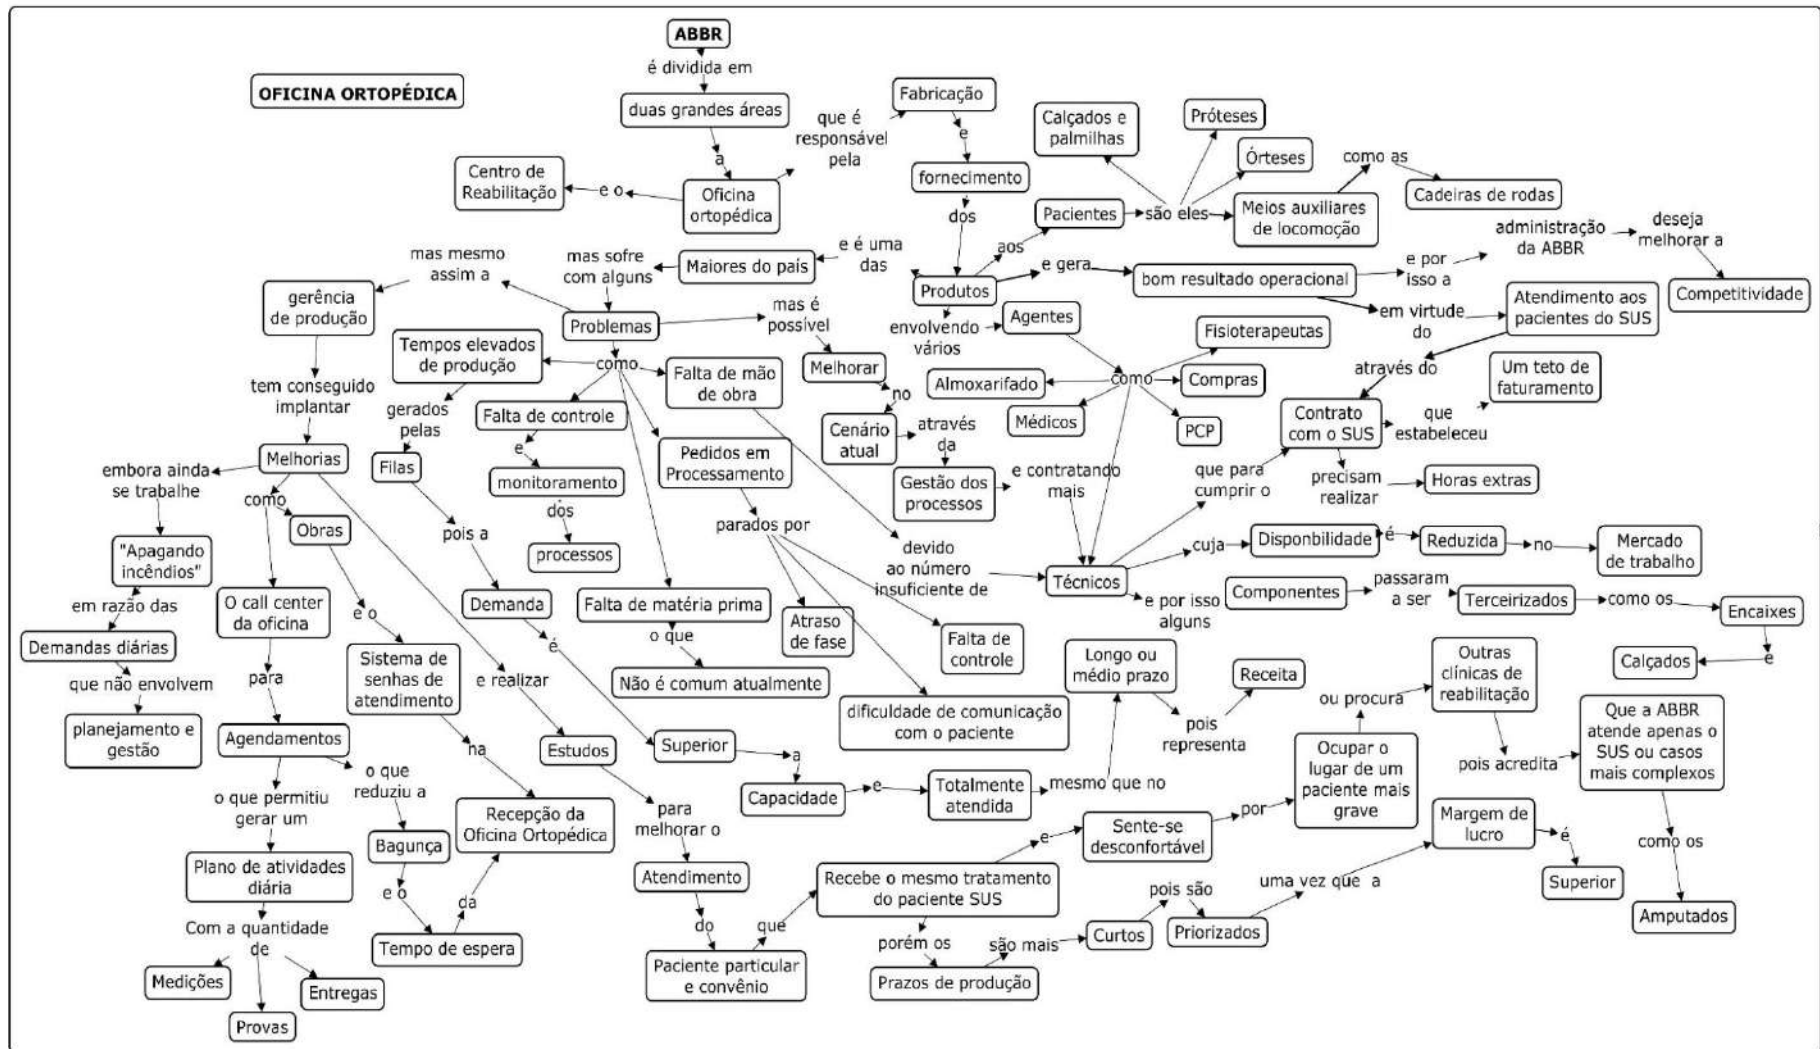 ABBR
é dividida em
OFICINA ORTOPÉDICA
duas grandes áreas
a
Oficina
ortopédica
e o
Centro de
Reabilitação
que é
responsável
pela
Fabricação
e
fornecimento
dos
Produtos
aos
Pacientes
são eles
Calçados e
palmilhas
Próteses
Órteses
Meios auxiliares
de locomoção
como as
Cadeiras de rodas
e gera
bom resultado operacional
e por
isso a
administração
da ABBR
deseja
melhorar a
Competitividade
em virtude
do
Atendimento aos
pacientes do SUS
através do
Contrato
com o SUS
que
estabeleceu
Um teto de
faturamento
precisam
realizar
Horas extras
e é uma
das
Maiores do país
mas sofre
com alguns
Problemas
mas mesmo
assim a
gerência
de produção
tem conseguido
implantar
Melhorias
embora ainda
se trabalhe
"Apagando
incêndios"
em razão das
Demandas diárias
que não envolvem
planejamento e
gestão
como
Obras
O call center
da oficina
para
Agendamentos
o que permitiu
gerar um
Plano de atividades
diária
Com a quantidade
de
Medições
Provas
Entregas
o que
reduziu a
Bagunça
e o
Tempo de espera
da
Recepção da
Oficina Ortopédica
e o
Sistema de
senhas de
atendimento
na
e realizar
Estudos
para
melhorar o
Atendimento
do
Paciente particular
e convênio
que
Recebe o mesmo tratamento
do paciente SUS
porém os
Prazos de produção
são mais
Curtos
pois são
Priorizados
uma vez que a
Margem de
lucro
é
Superior
e
Sente-se
desconfortável
por
Ocupar o
lugar de um
paciente mais
grave
ou procura
Outras
clínicas de
reabilitação
pois acredita
Que a ABBR
atende apenas o
SUS ou casos
mais complexos
como os
Amputados
como
Tempos elevados
de produção
gerados
pelas
Filas
pois a
Demanda
é
Superior
a
Capacidade
e
Totalmente
atendida
mesmo que no
Longo ou
médio prazo
pois
representa
Receita
Falta de controle
e
monitoramento
dos
processos
Falta de matéria prima
o que
Não é comum atualmente
Pedidos em
Processamento
parados por
Atraso
de fase
dificuldade de comunicação
com o paciente
Falta de
controle
Falta de mão
de obra
devido
ao número
insuficiente de
Técnicos
mas é
possível
Melhorar
no
Cenário
atual
através
da
Gestão dos
processos
e contratando
mais
envolvendo
vários
Agentes
como
Fisioterapeutas
Almoxarifado
Compras
Médicos
PCP
que para
cumprir o
cuja
Disponbilidade
é
Reduzida
no
Mercado
de trabalho
e por isso
alguns
Componentes
passaram
a ser
Terceirizados
como os
Encaixes
e
Calçados